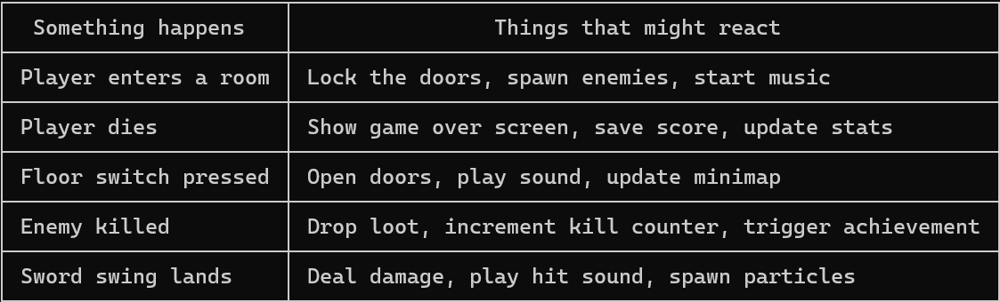 Something happens
Things that might react
Player enters a room
Lock the doors, spawn enemies, start music
Player dies
Show game over screen, save score, update stats
Floor switch pressed
Open doors, play sound, update minimap
Enemy killed
Drop loot, increment kill counter, trigger achievement
Sword swing lands
Deal damage, play hit sound, spawn particles